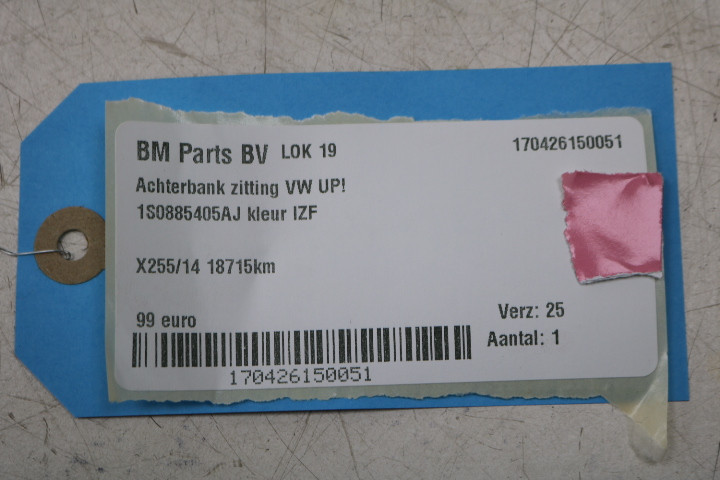 BM Parts BV LOK 19 170426150051
Achterbank zitting VW UP!
1S0885405AJ kleur IZF
X255/14 18715km
99 euro Verz: 25
Aantal: 1
170426150051